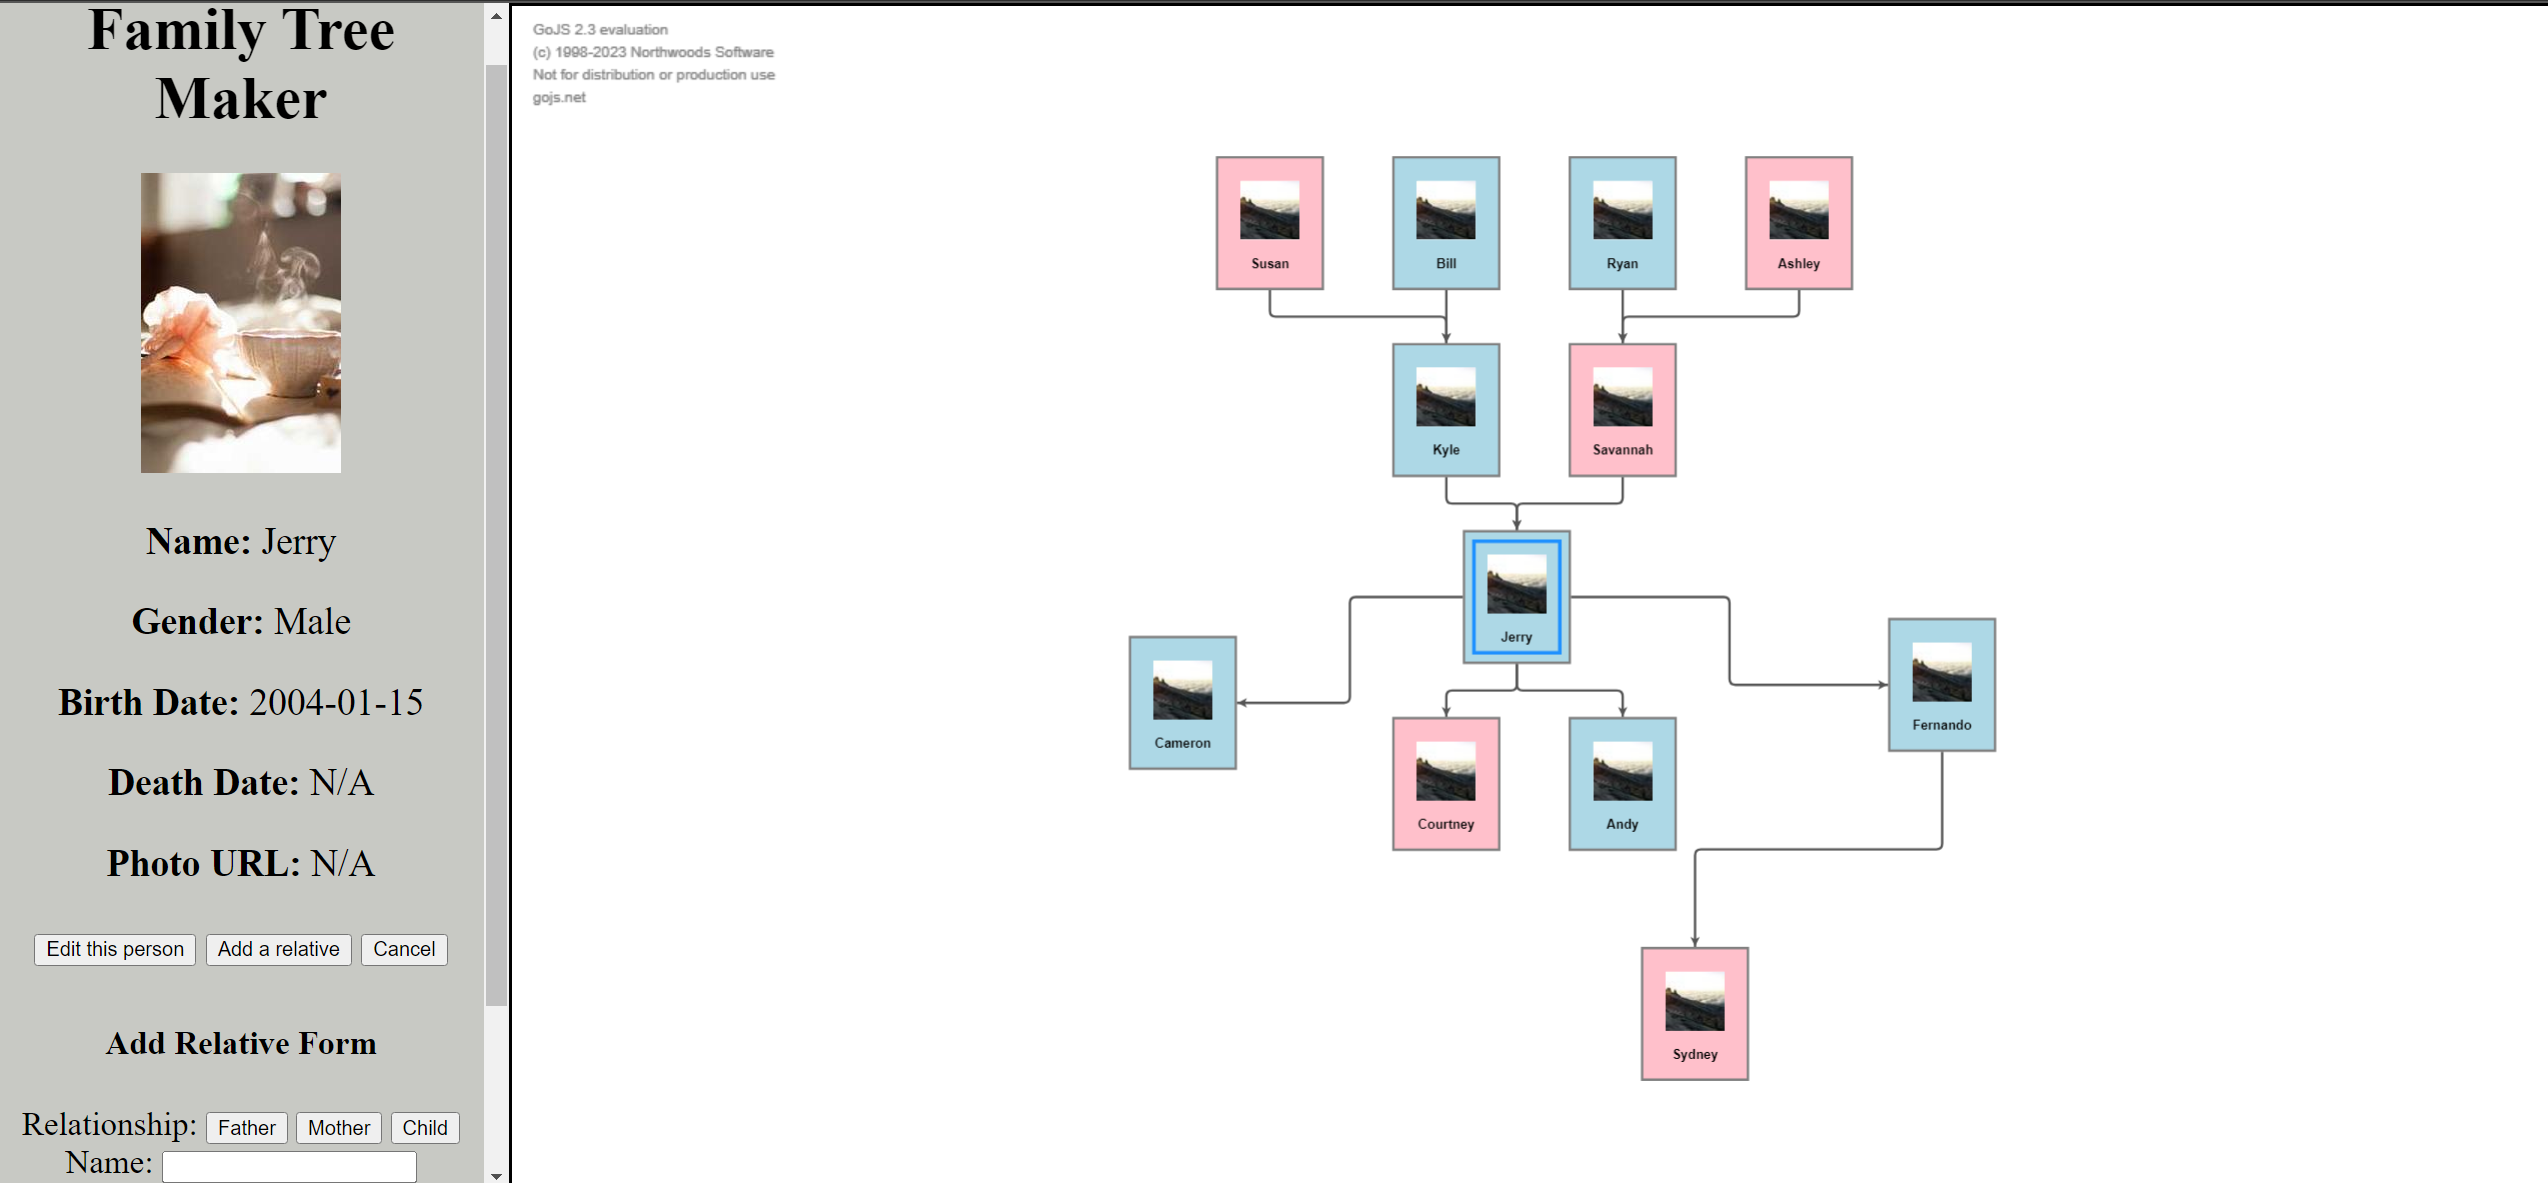 Family Tree
Maker
Name: Jerry
Gender: Male
Birth Date: 2004-01-15
Death Date: N/A
Photo URL: N/A
Edit this person Add a relative Cancel
Add Relative Form
Relationship: Father Mother Child
Name:
GoJS 2.3 evaluation
(c) 1998-2023 Northwoods Software
Not for distribution or production use
gojs.net
Susan Bill Ryan Ashley
Kyle Savannah
Jerry
Cameron Fernando
Courtney Andy
Sydney